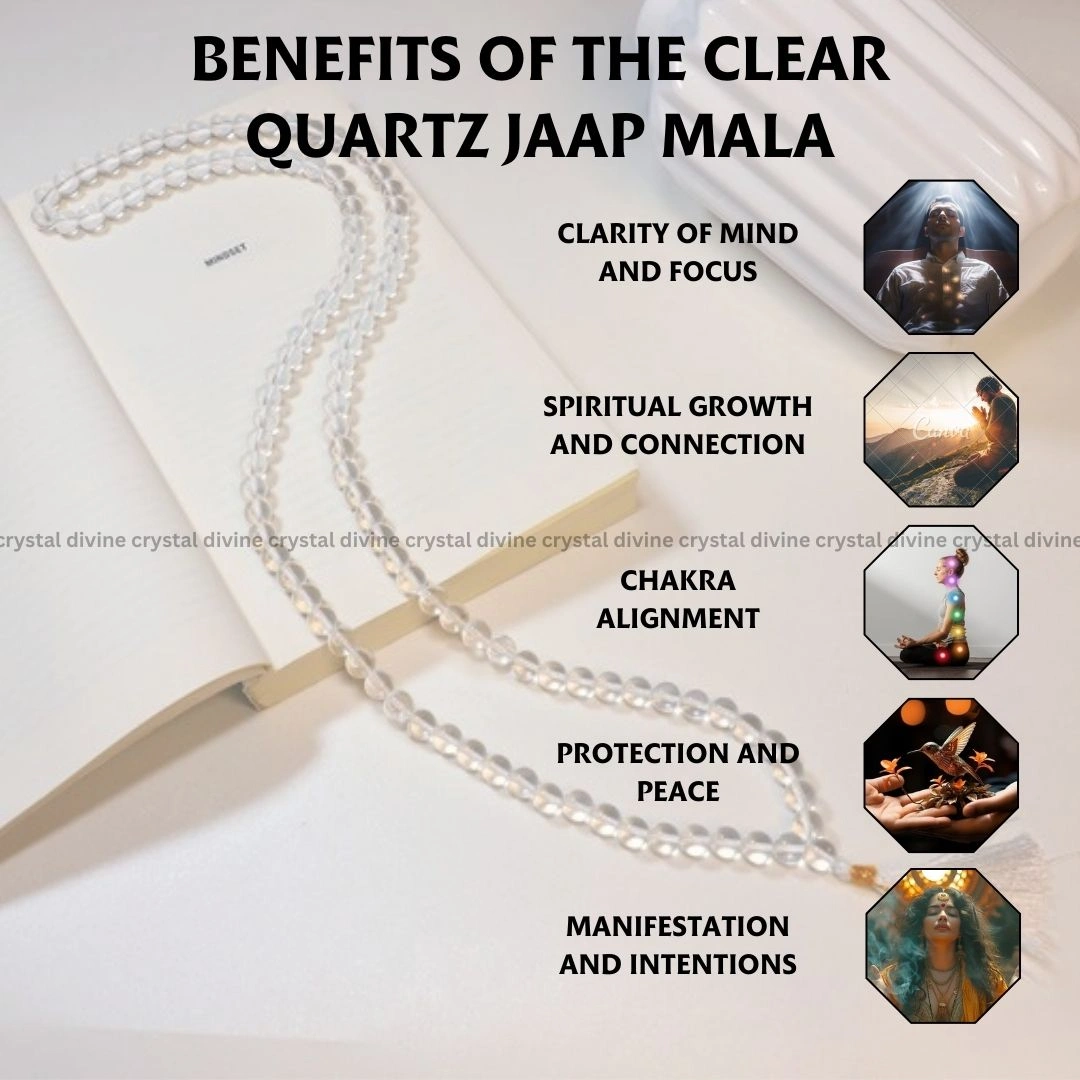 BENEFITS OF THE CLEAR
QUARTZ JAAP MALA
MINDSET
CLARITY OF MIND
AND FOCUS
SPIRITUAL GROWTH
AND CONNECTION
Canva
crystal divine crystal divine crystal divine crystal divine crystal divine crystal divine crystal divine crystal divine
CHAKRA
ALIGNMENT
PROTECTION AND
PEACE
MANIFESTATION
AND INTENTIONS